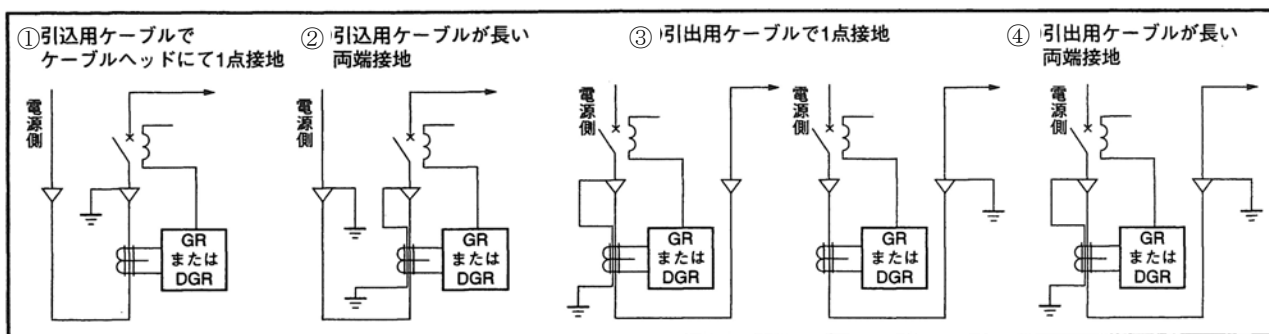 ①引込用ケーブルで
ケーブルヘッドにて1点接地
②引込用ケーブルが長い
両端接地
③引出用ケーブルで1点接地
④引出用ケーブルが長い
両端接地
電源側
GR
または
DGR
電源側
GR
または
DGR
電源側
GR
または
DGR
電源側
GR
または
DGR
電源側
GR
または
DGR